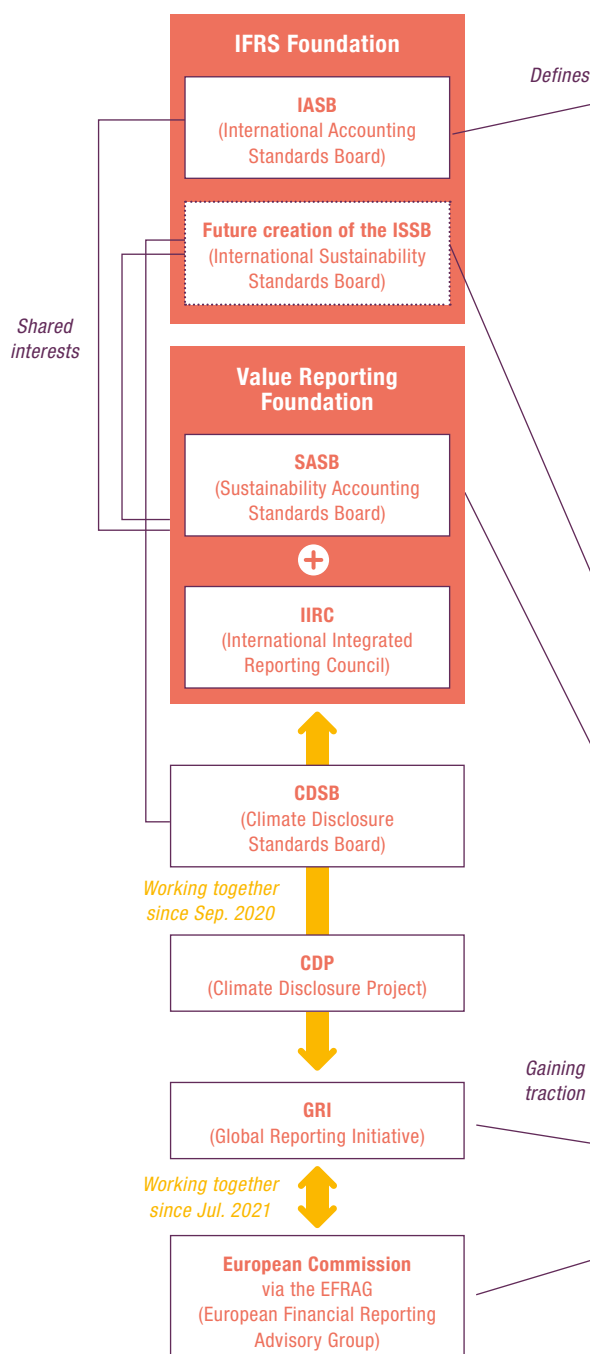 IFRS Foundation
Defines
IASB
(International Accounting
Standards Board)
Future creation of the ISSB
(International Sustainability
Standards Board)
Shared
interests
Value Reporting
Foundation
SASB
(Sustainability Accounting
Standards Board)
+
IIRC
(International Integrated
Reporting Council)
CDSB
(Climate Disclosure
Standards Board)
Working together
since Sep. 2020
CDP
(Climate Disclosure Project)
Gaining
traction
GRI
(Global Reporting Initiative)
Working together
since Jul. 2021
European Commission
via the EFRAG
(European Financial Reporting
Advisory Group)